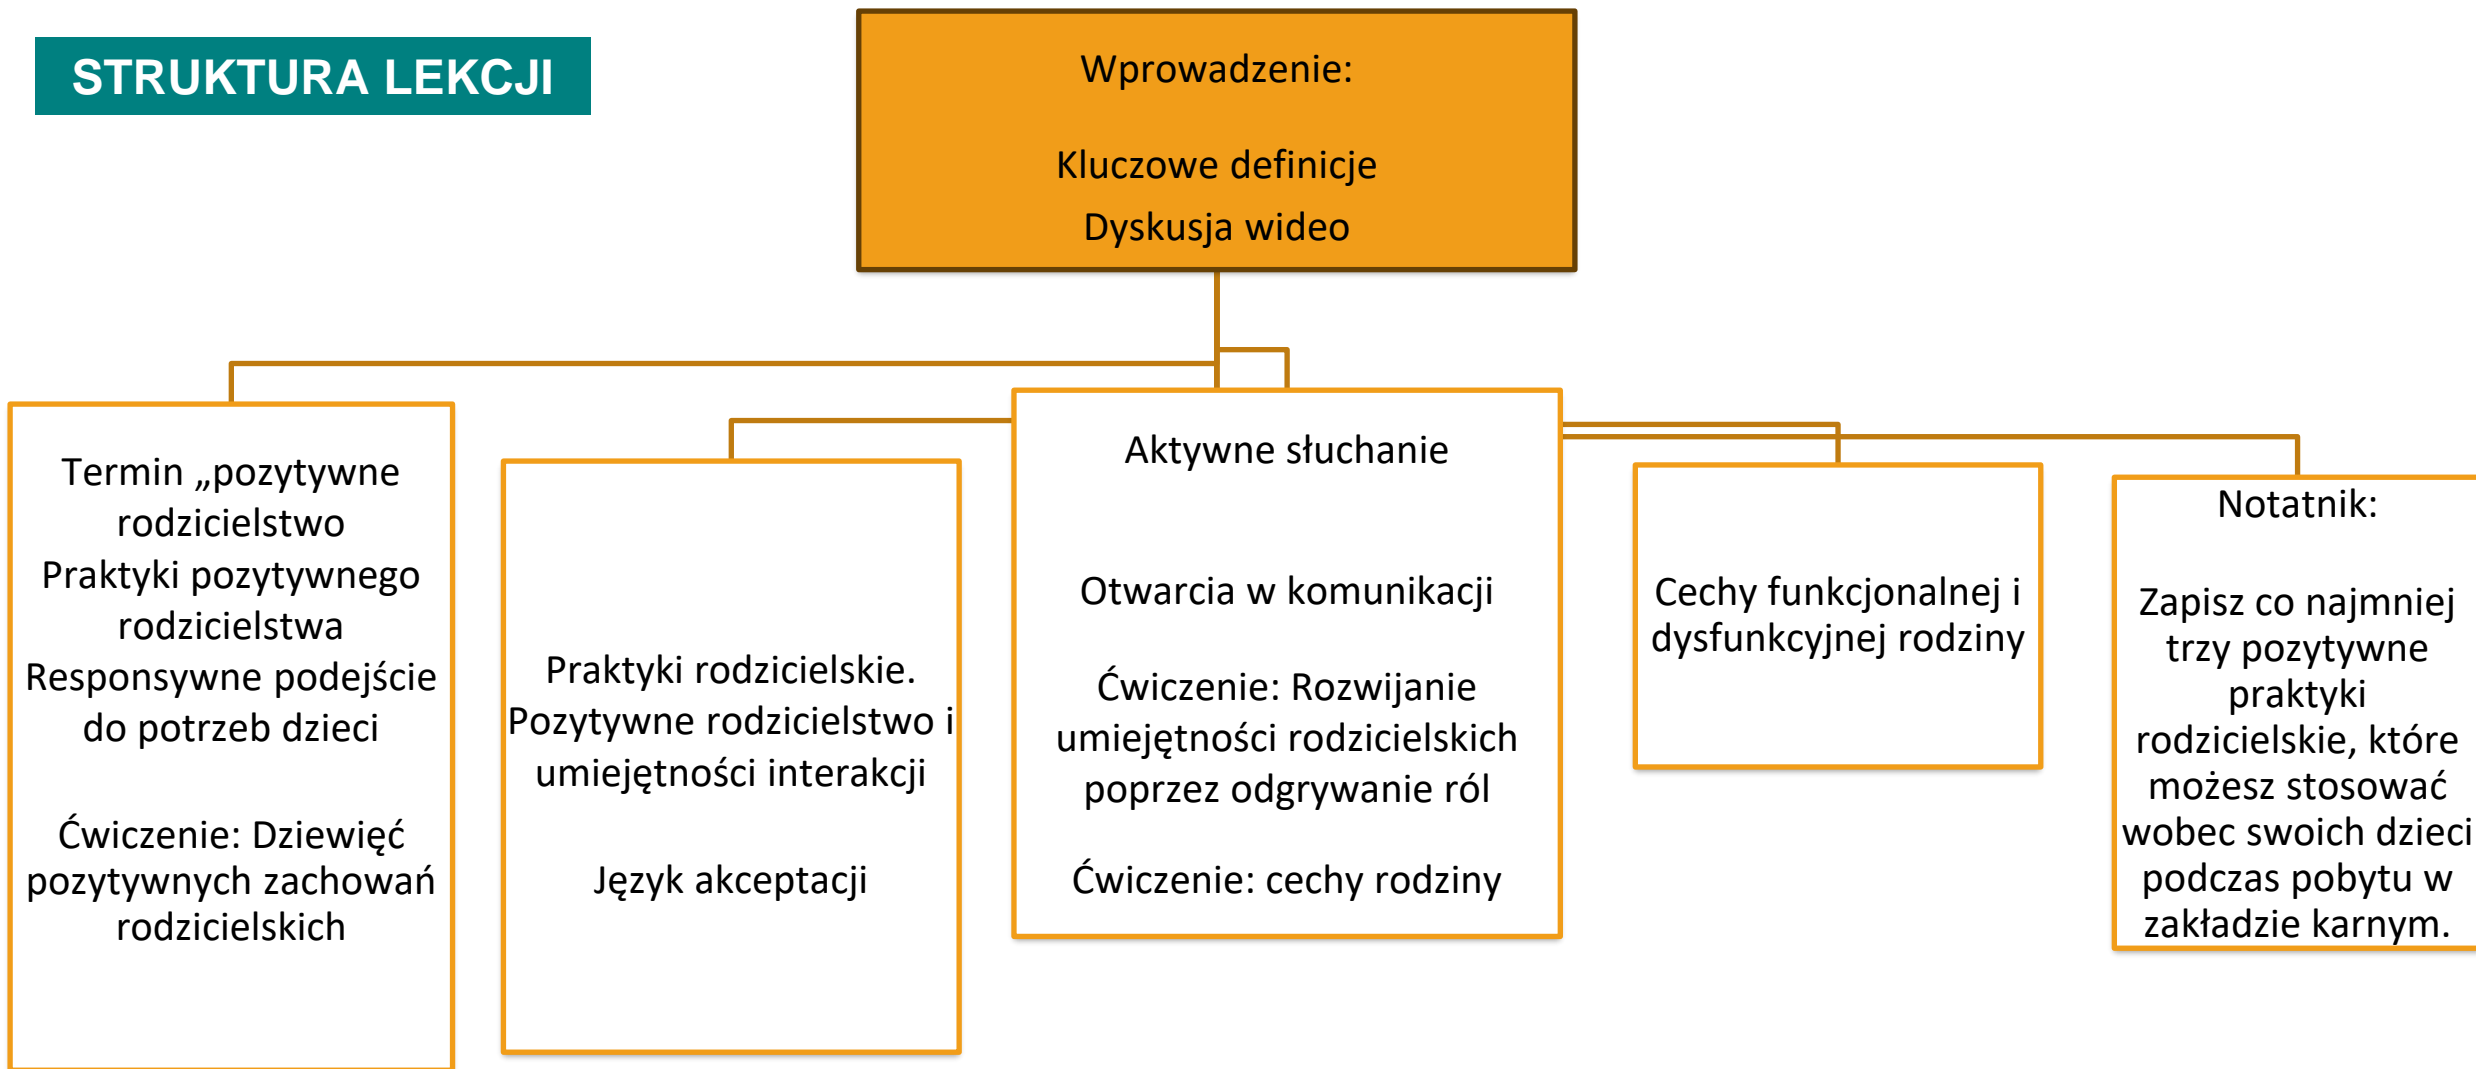 STRUKTURA LEKCJI
Wprowadzenie:
Kluczowe definicje
Dyskusja wideo
Termin „pozytywne
rodzicielstwo
Praktyki pozytywnego
rodzicielstwa
Responsywne podejście
do potrzeb dzieci
Ćwiczenie: Dziewięć
pozytywnych zachowań
rodzicielskich
Praktyki rodzicielskie.
Pozytywne rodzicielstwo i
umiejętności interakcji
Język akceptacji
Aktywne słuchanie
Otwarcia w komunikacji
Ćwiczenie: Rozwijanie
umiejętności rodzicielskich
poprzez odgrywanie ról
Ćwiczenie: cechy rodziny
Cechy funkcjonalnej i
dysfunkcyjnej rodziny
Notatnik:
Zapisz co najmniej
trzy pozytywne
praktyki
rodzicielskie, które
możesz stosować
wobec swoich dzieci
podczas pobytu w
zakładzie karnym.